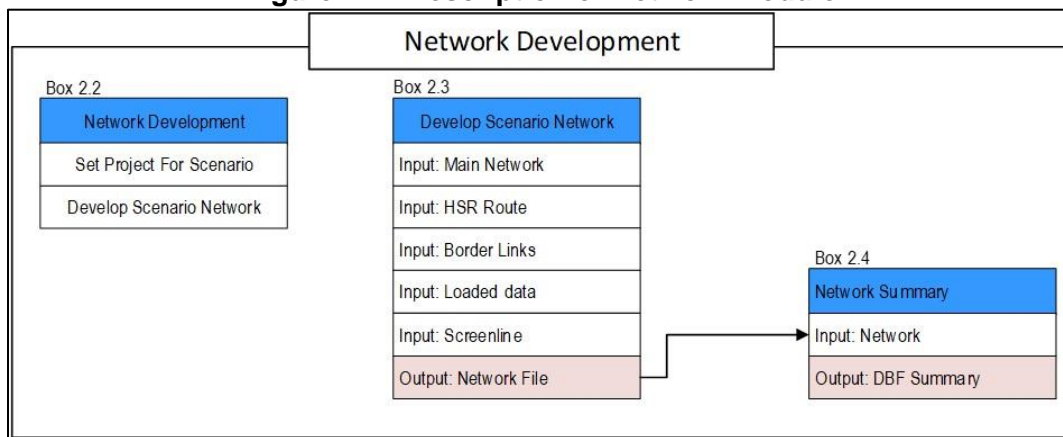 Network Development
Box 2.2
Network Development
Set Project For Scenario
Develop Scenario Network
Box 2.3
Develop Scenario Network
Input: Main Network
Input: HSR Route
Input: Border Links
Input: Loaded data
Input: Screenline
Output: Network File
Box 2.4
Network Summary
Input: Network
Output: DBF Summary